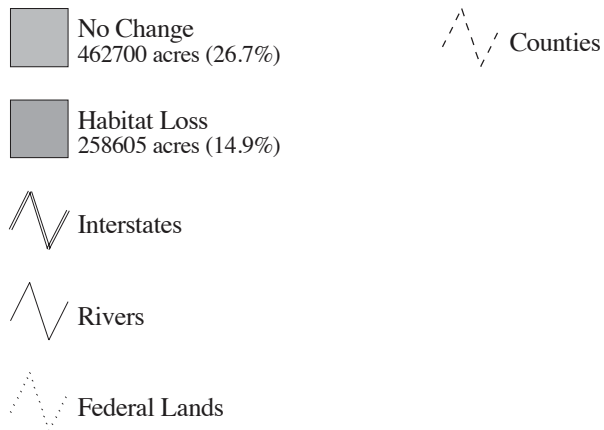 No Change
462700 acres (26.7%)
Counties
Habitat Loss
258605 acres (14.9%)
Interstates
Rivers
Federal Lands